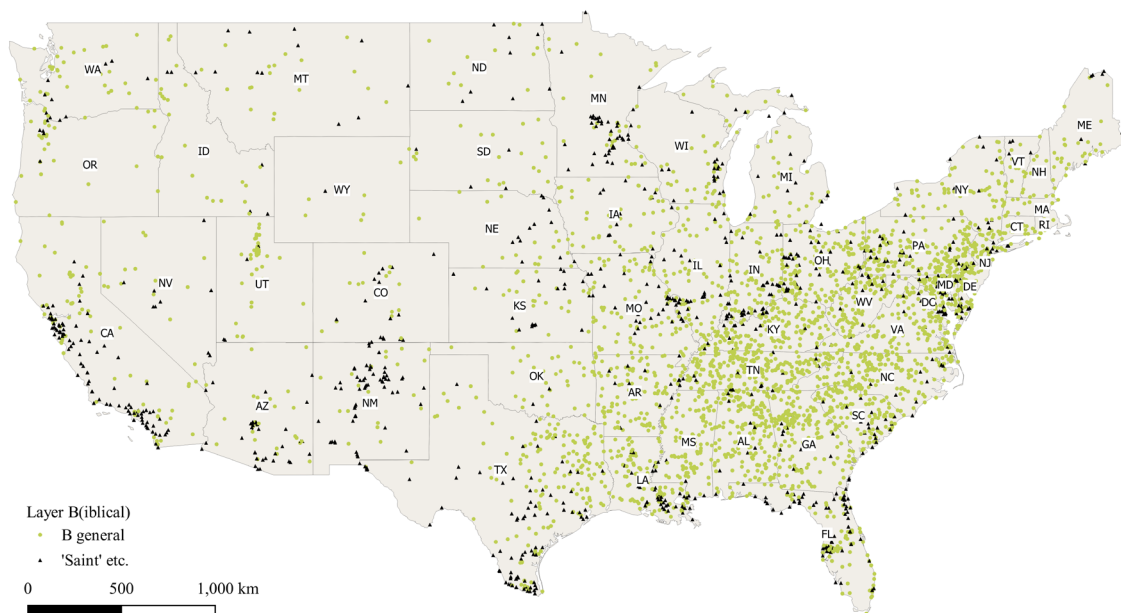 WA
MT
ND
MN
ME
OR
ID
SD
WI
VT
NH
WY
MI
NY
MA
IA
CT
RI
NE
PA
NV
UT
CO
IL
IN
OH
NJ
KS
MO
MD
DE
CA
WV
DC
KY
VA
OK
TN
NC
AZ
NM
AR
SC
MS
AL
GA
TX
LA
FL
Layer B(iblical)
B general
'Saint' etc.
0 500 1,000 km